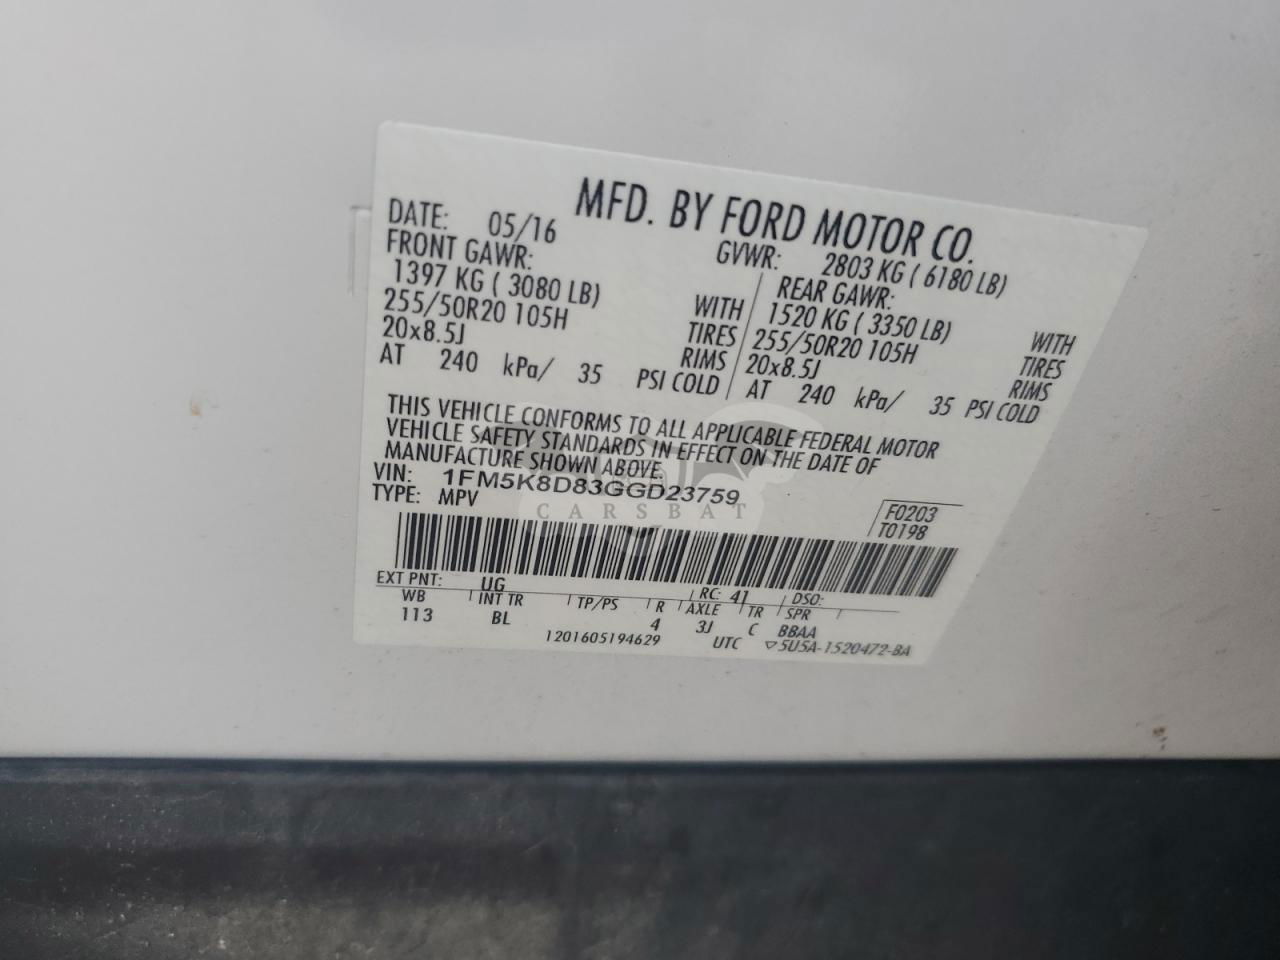 MFD. BY FORD MOTOR CO.
DATE: 05/16
GVWR: 2803 KG ( 6180 LB)
FRONT GAWR:
1397 KG ( 3080 LB) WITH
255/50R20 105H TIRES
20x8.5J RIMS
AT 240 kPa/ 35 PSI COLD
REAR GAWR:
1520 KG ( 3350 LB) WITH
255/50R20 105H TIRES
20x8.5J RIMS
AT 240 kPa/ 35 PSI COLD
THIS VEHICLE CONFORMS TO ALL APPLICABLE FEDERAL MOTOR
VEHICLE SAFETY STANDARDS IN EFFECT ON THE DATE OF
MANUFACTURE SHOWN ABOVE.
VIN: 1FM5K8D83GGD23759
TYPE: MPV
F0203
T0198
CARSBAT
EXT PNT: UG RC: 41 DSO:
WB INT TR TP/PS R AXLE TR SPR
113 BL 4 3J C BBAA
1201605194629 UTC ▽5U5A-1520472-BA